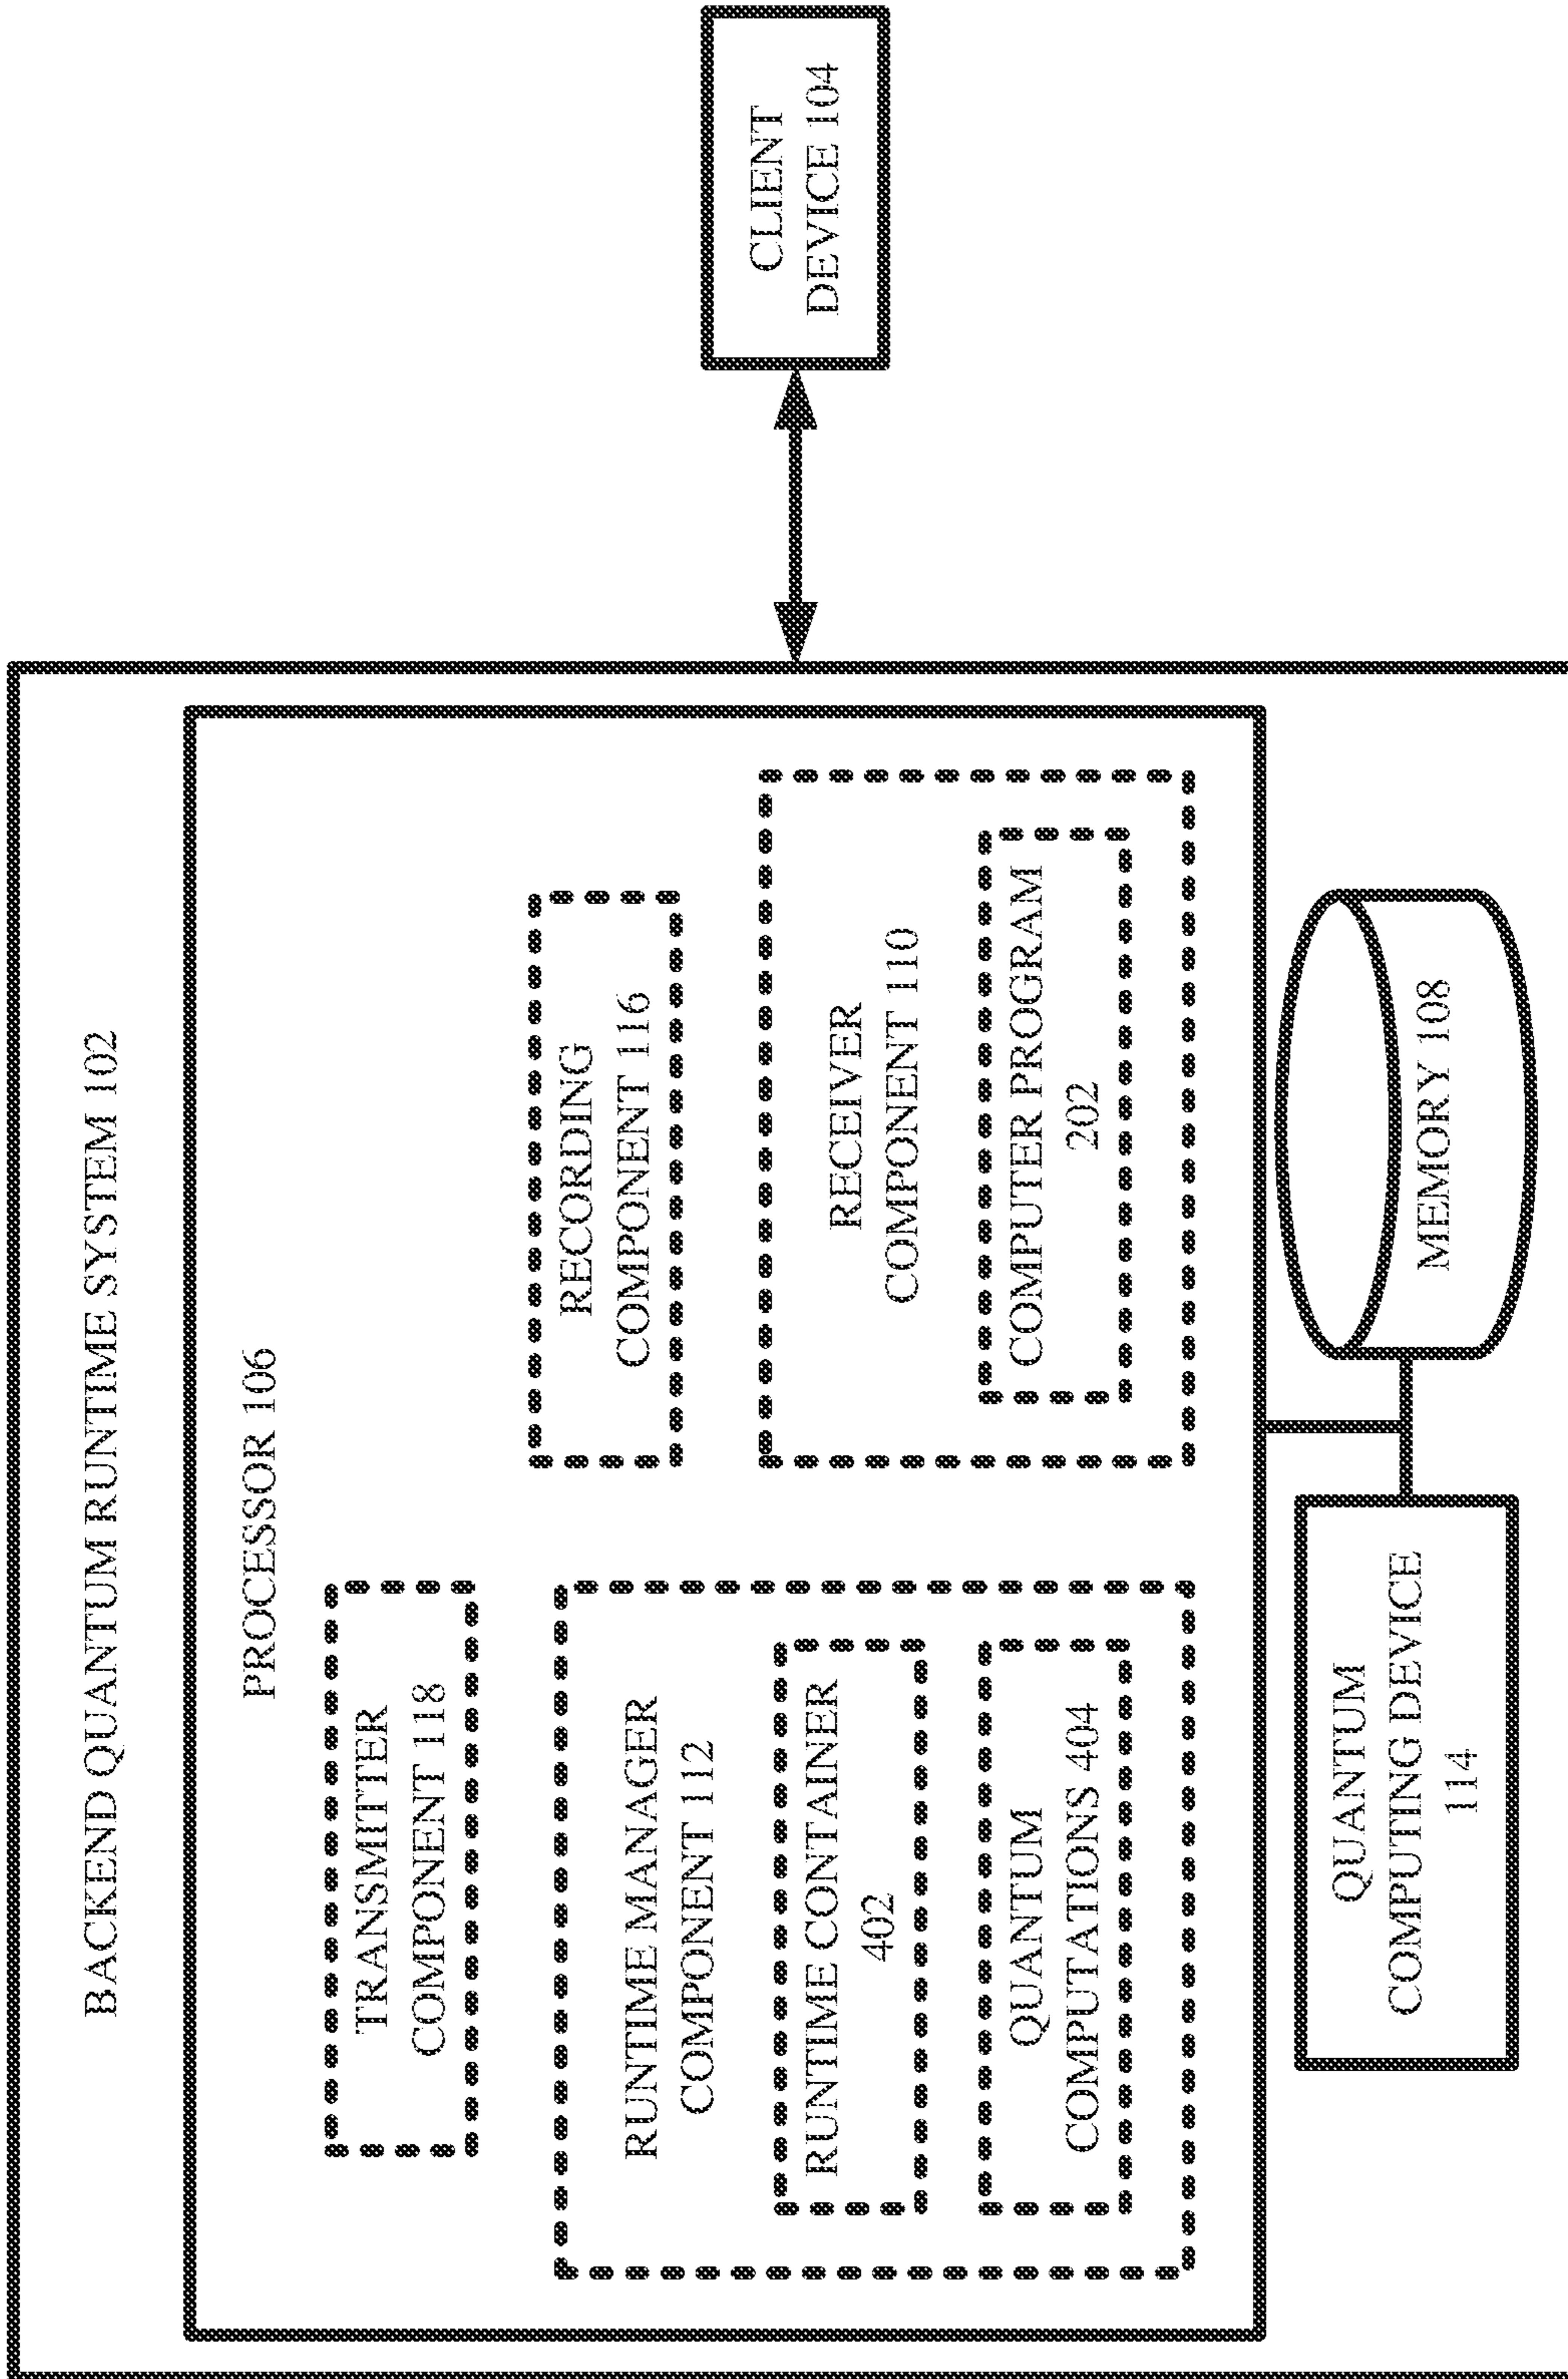 BACKEND QUANTUM RUNTIME SYSTEM 102
PROCESSOR 106
TRANSMITTER
COMPONENT 118
RUNTIME MANAGER
COMPONENT 112
RUNTIME CONTAINER
402
QUANTUM
COMPUTATIONS 404
RECORDING
COMPONENT 116
RECEIVER
COMPONENT 110
COMPUTER PROGRAM
202
QUANTUM
COMPUTING DEVICE
114
MEMORY 108
CLIENT
DEVICE 104